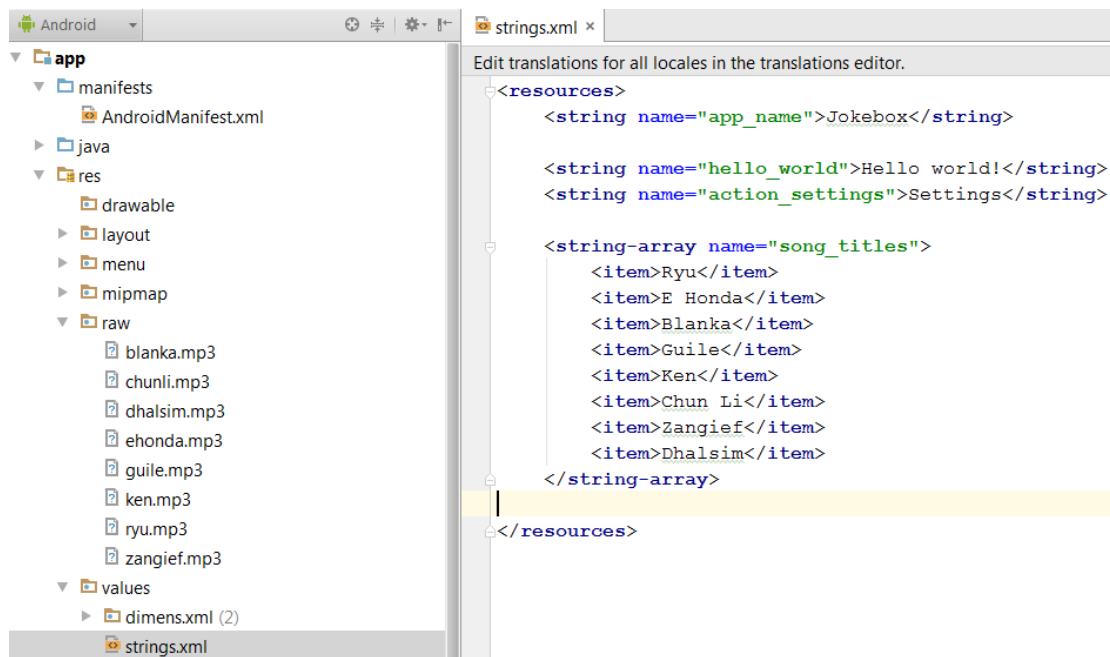 Android
app
manifests
AndroidManifest.xml
java
res
drawable
layout
menu
mipmap
raw
blanka.mp3
chunli.mp3
dhalsim.mp3
ehonda.mp3
guile.mp3
ken.mp3
ryu.mp3
zangief.mp3
values
dimens.xml (2)
strings.xml
strings.xml ×
Edit translations for all locales in the translations editor.
<resources>
    <string name="app_name">Jokebox</string>
    <string name="hello_world">Hello world!</string>
    <string name="action_settings">Settings</string>
    <string-array name="song_titles">
        <item>Ryu</item>
        <item>E Honda</item>
        <item>Blanka</item>
        <item>Guile</item>
        <item>Ken</item>
        <item>Chun Li</item>
        <item>Zangief</item>
        <item>Dhalsim</item>
    </string-array>
</resources>